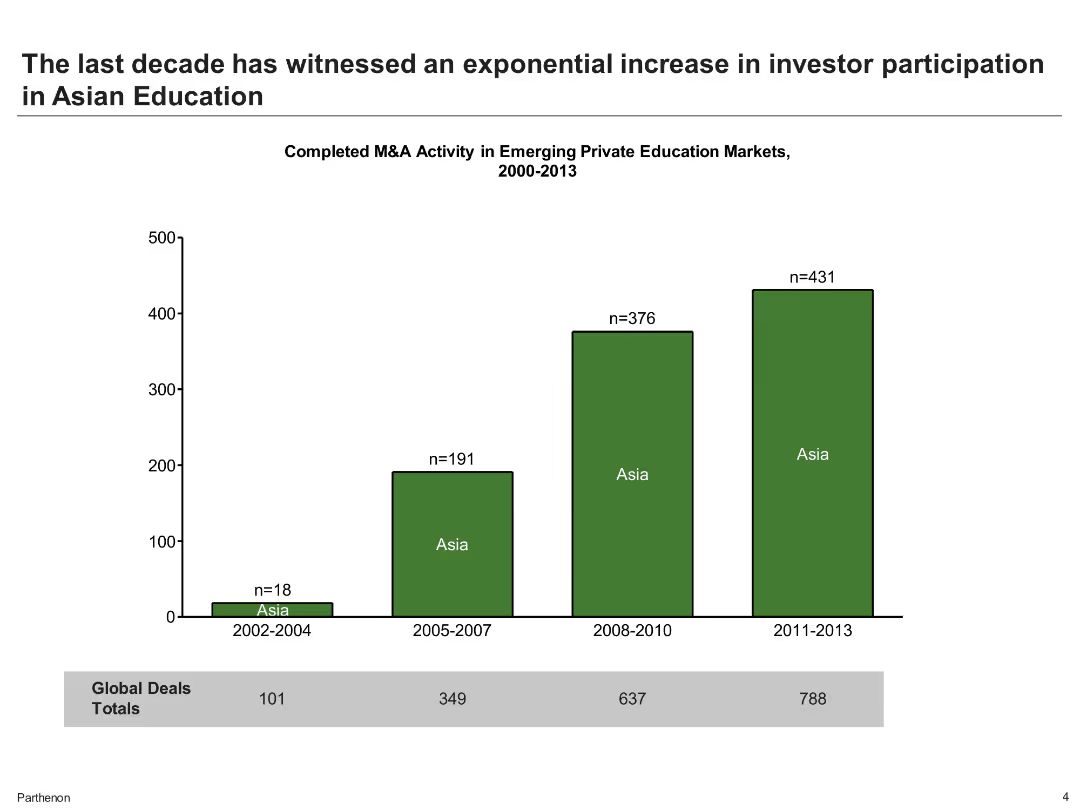 The last decade has witnessed an exponential increase in investor participation
in Asian Education
Completed M&A Activity in Emerging Private Education Markets,
2000-2013
500
400
300
200
100
0
n=18
Asia
n=191
Asia
n=376
Asia
n=431
Asia
2002-2004
2005-2007
2008-2010
2011-2013
Global Deals
Totals
101
349
637
788
Parthenon
4